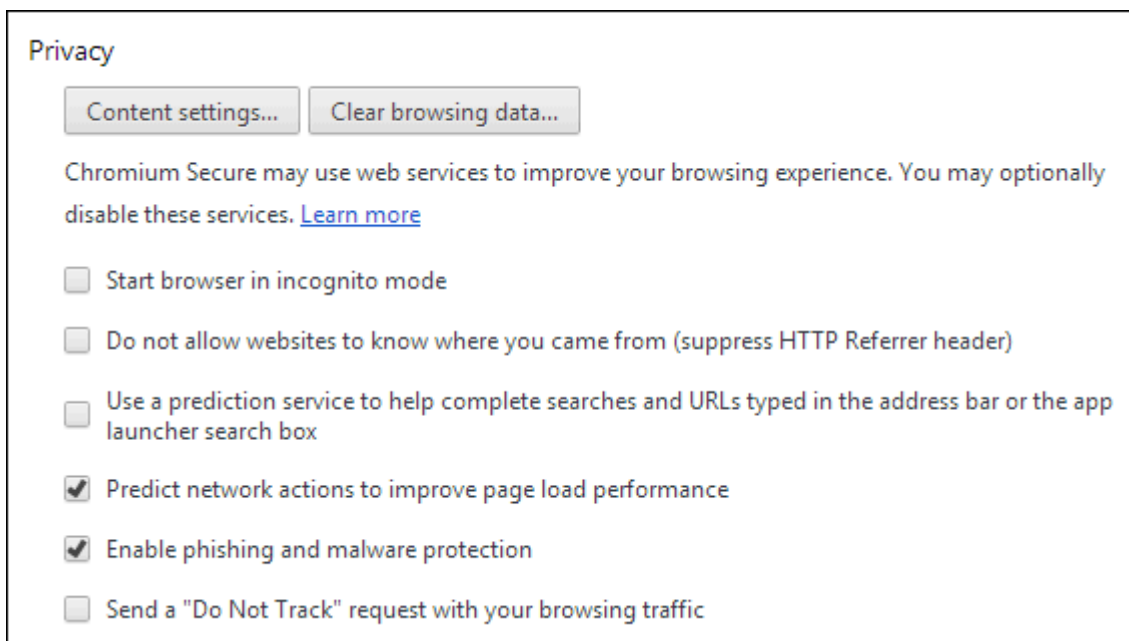 Privacy
Content settings... Clear browsing data...
Chromium Secure may use web services to improve your browsing experience. You may optionally
disable these services. Learn more
Start browser in incognito mode
Do not allow websites to know where you came from (suppress HTTP Referrer header)
Use a prediction service to help complete searches and URLs typed in the address bar or the app
launcher search box
Predict network actions to improve page load performance
Enable phishing and malware protection
Send a "Do Not Track" request with your browsing traffic